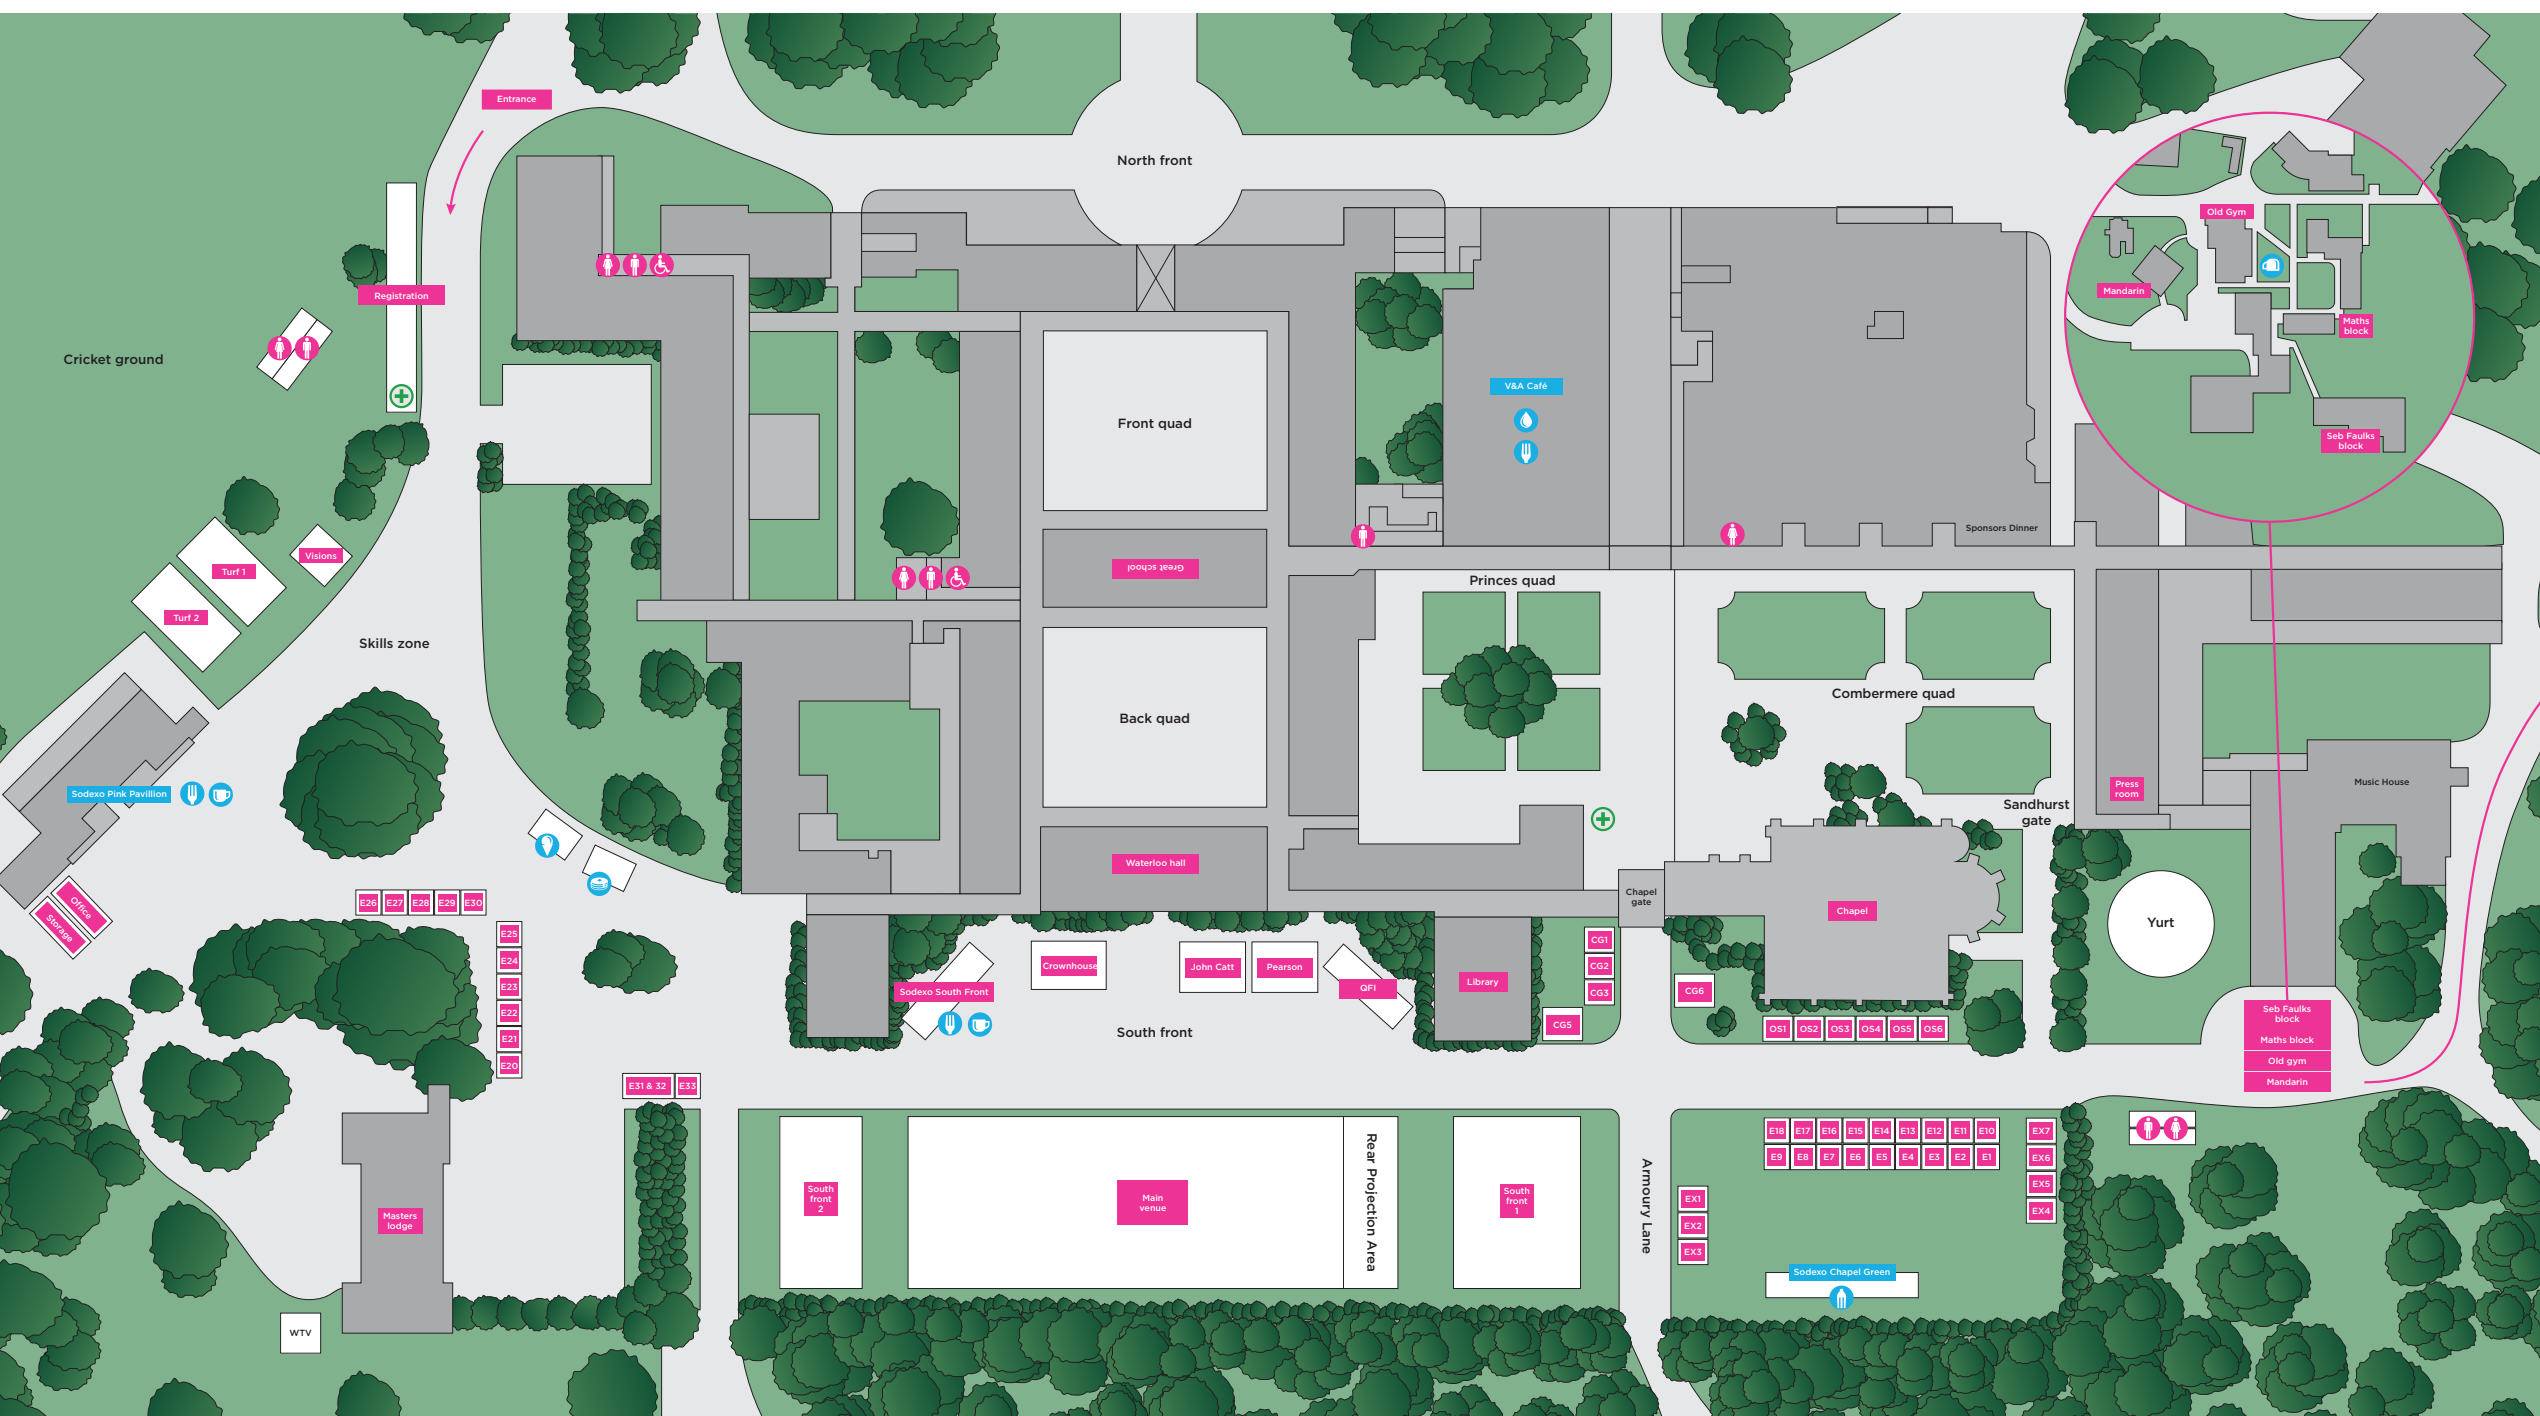 Entrance
North front
Old Gym
Mandarin
Maths
block
Seb Faulks
block
Registration
Cricket ground
V&A Café
Front quad
Sponsors Dinner
Visions
Turf 1
Turf 2
Great school
Princes quad
Skills zone
Combermere quad
Back quad
Sodexo Pink Pavillion
Music House
Press
room
Sandhurst
gate
Waterloo hall
Chapel
gate
Chapel
Yurt
Office
Storage
E26 E27 E28 E29 E30
E25
E24
E23
E22
E21
E20
Crownhouse
John Catt
Pearson
QFI
Sodexo South Front
Library
CG1
CG2
CG3
CG5
CG6
OS1 OS2 OS3 OS4 OS5 OS6
South front
Seb Faulks
block
Maths block
Old gym
Mandarin
E31 & 32 E33
South
front
2
Main
venue
Rear Projection Area
South
front
1
Armoury Lane
E18 E17 E16 E15 E14 E13 E12 E11 E10
E9 E8 E7 E6 E5 E4 E3 E2 E1
EX7
EX6
EX5
EX4
EX1
EX2
EX3
Sodexo Chapel Green
Masters
lodge
WTV